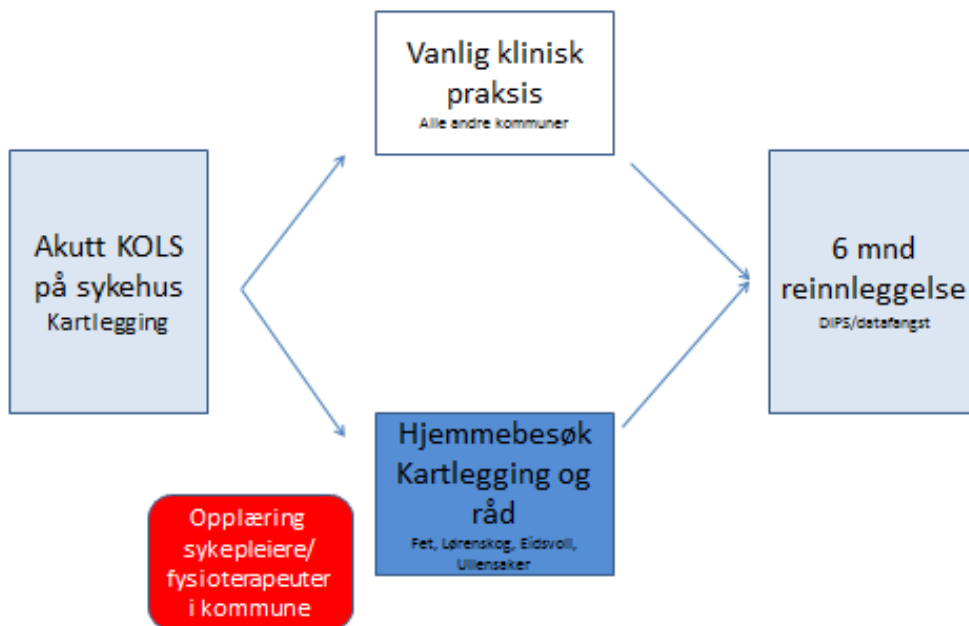 Vanlig klinisk
praksis
Alle andre kommuner
Akutt KOLS
på sykehus
Kartlegging
6 mnd
reinnleggelse
DIPS/datafangst
Hjemmebesøk
Kartlegging og
råd
Fet, Lørenskog, Eidsvoll,
Ullensaker
Opplæring
sykepleiere/
fysioterapeuter
i kommune